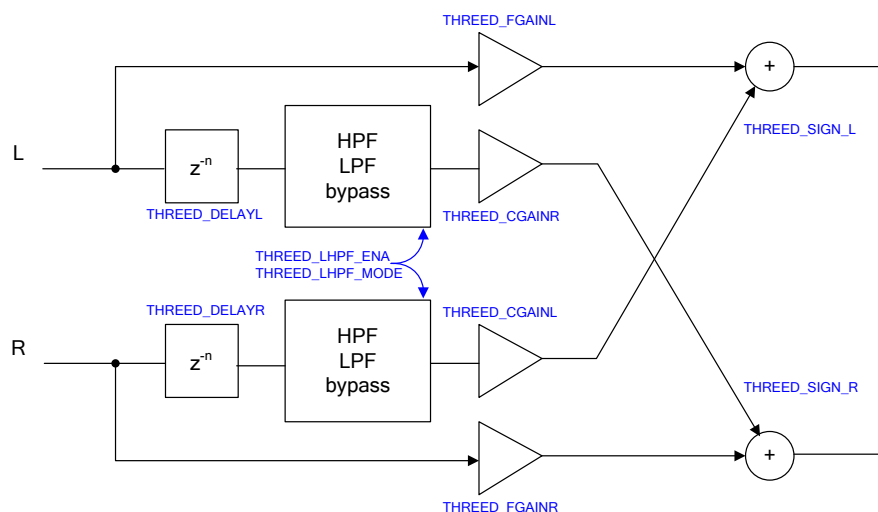 THREED_FGAINL
+
THREED_SIGN_L
L
z-n
HPF
LPF
bypass
THREED_DELAYL
THREED_CGAINR
THREED_LHPF_ENA
THREED_LHPF_MODE
THREED_DELAYR
THREED_CGAINL
R
z-n
HPF
LPF
bypass
THREED_SIGN_R
+
THREED_FGAINR